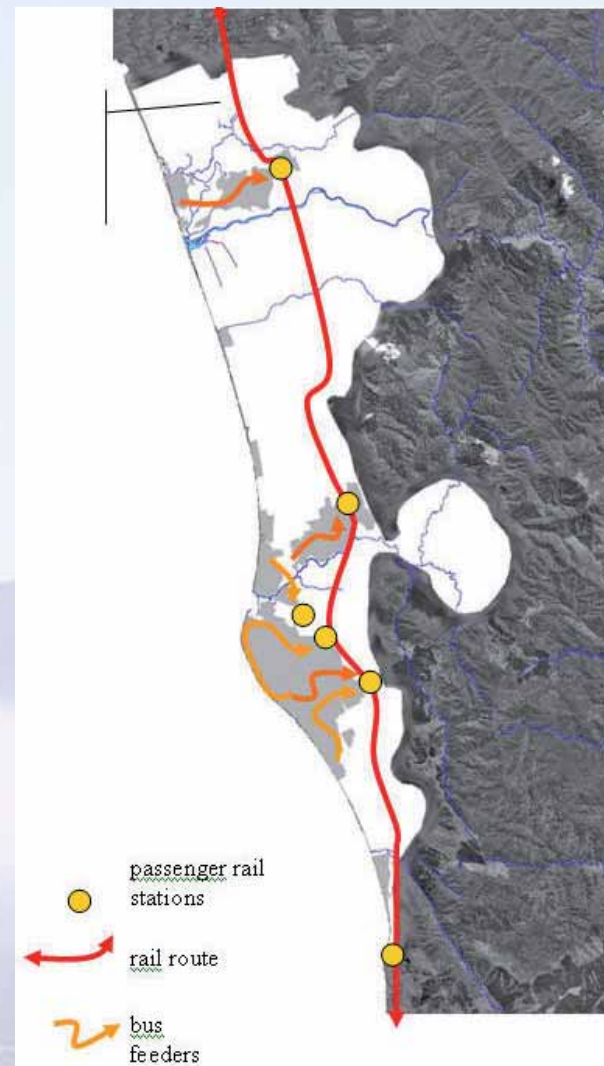 passenger rail
stations
rail route
bus
feeders